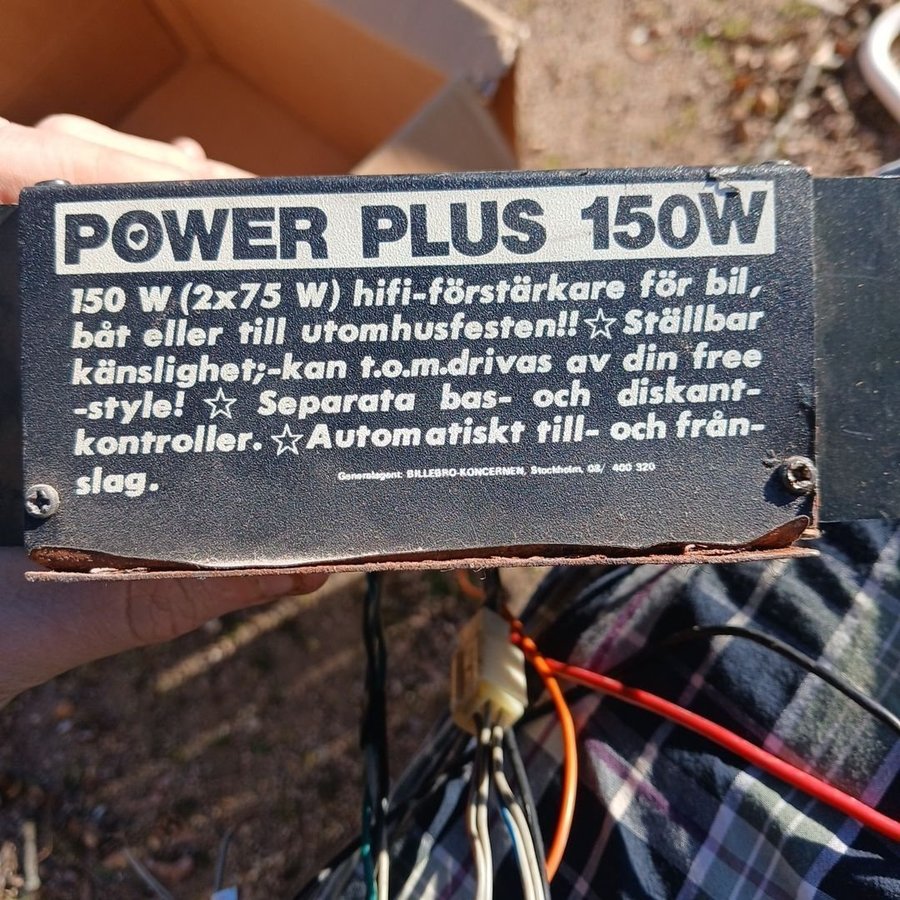 POWER PLUS 150W
150 W (2x75 W) hifi-förstärkare för bil,
båt eller till utomhusfesten!! ☆ Ställbar
känslighet;-kan t.o.m.drivas av din free
-style! ☆ Separata bas- och diskant-
kontroller. ☆ Automatiskt till- och från-
slag.
Generalagent: BILLEBRO-KONCERNEN, Stockholm, 08/ 400 320